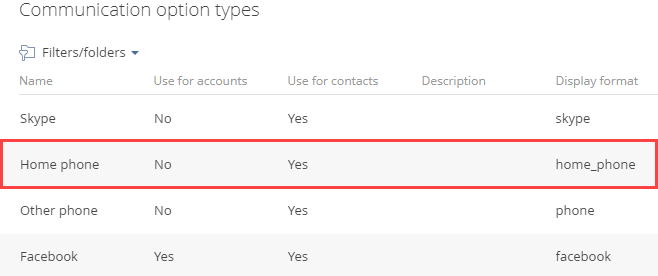 Communication option types
Filters/folders
Name Use for accounts Use for contacts Description Display format
Skype No Yes skype
Home phone No Yes home_phone
Other phone No Yes phone
Facebook Yes Yes facebook